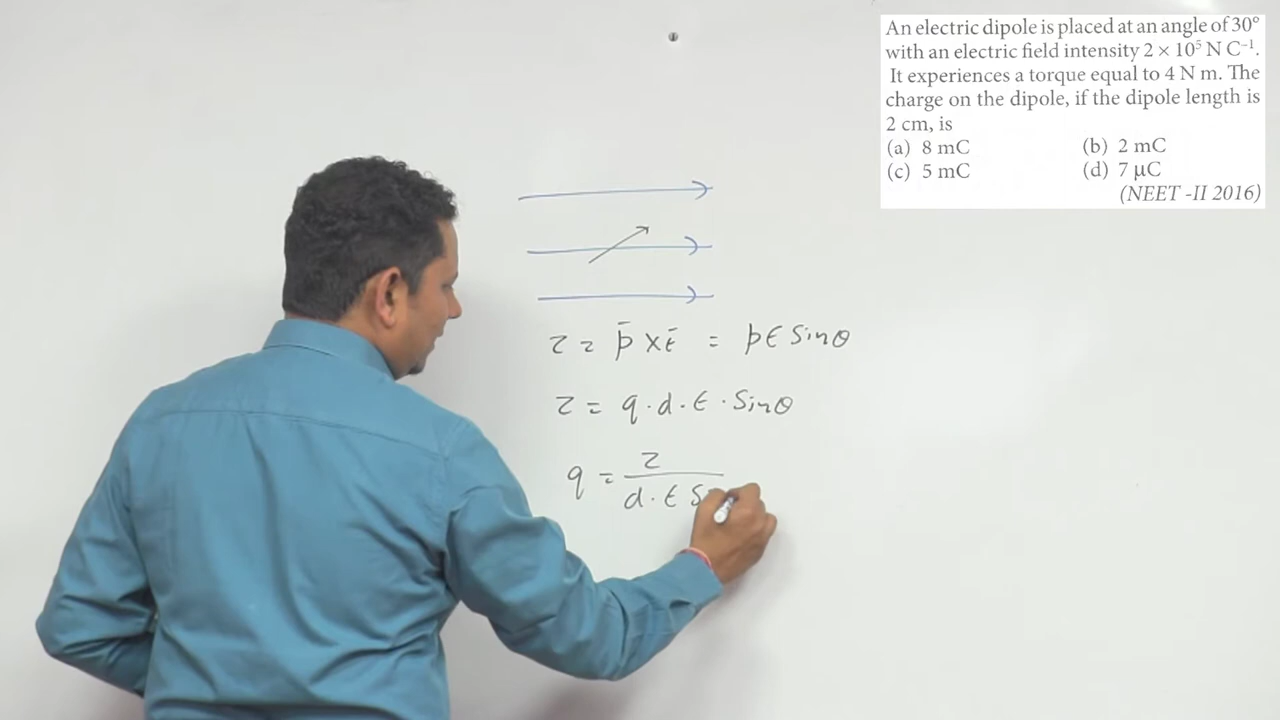 An electric dipole is placed at an angle of 30°
with an electric field intensity 2 × 10⁵ N C⁻¹.
It experiences a torque equal to 4 N m. The
charge on the dipole, if the dipole length is
2 cm, is
(a) 8 mC (b) 2 mC
(c) 5 mC (d) 7 μC
(NEET -II 2016)
τ = p̄ × Ē = pE Sinθ
τ = q · d · E · Sinθ
q = τ / d · E S